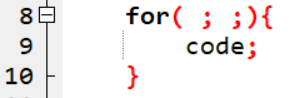 8 for( ; ;){
9 code;
10 }